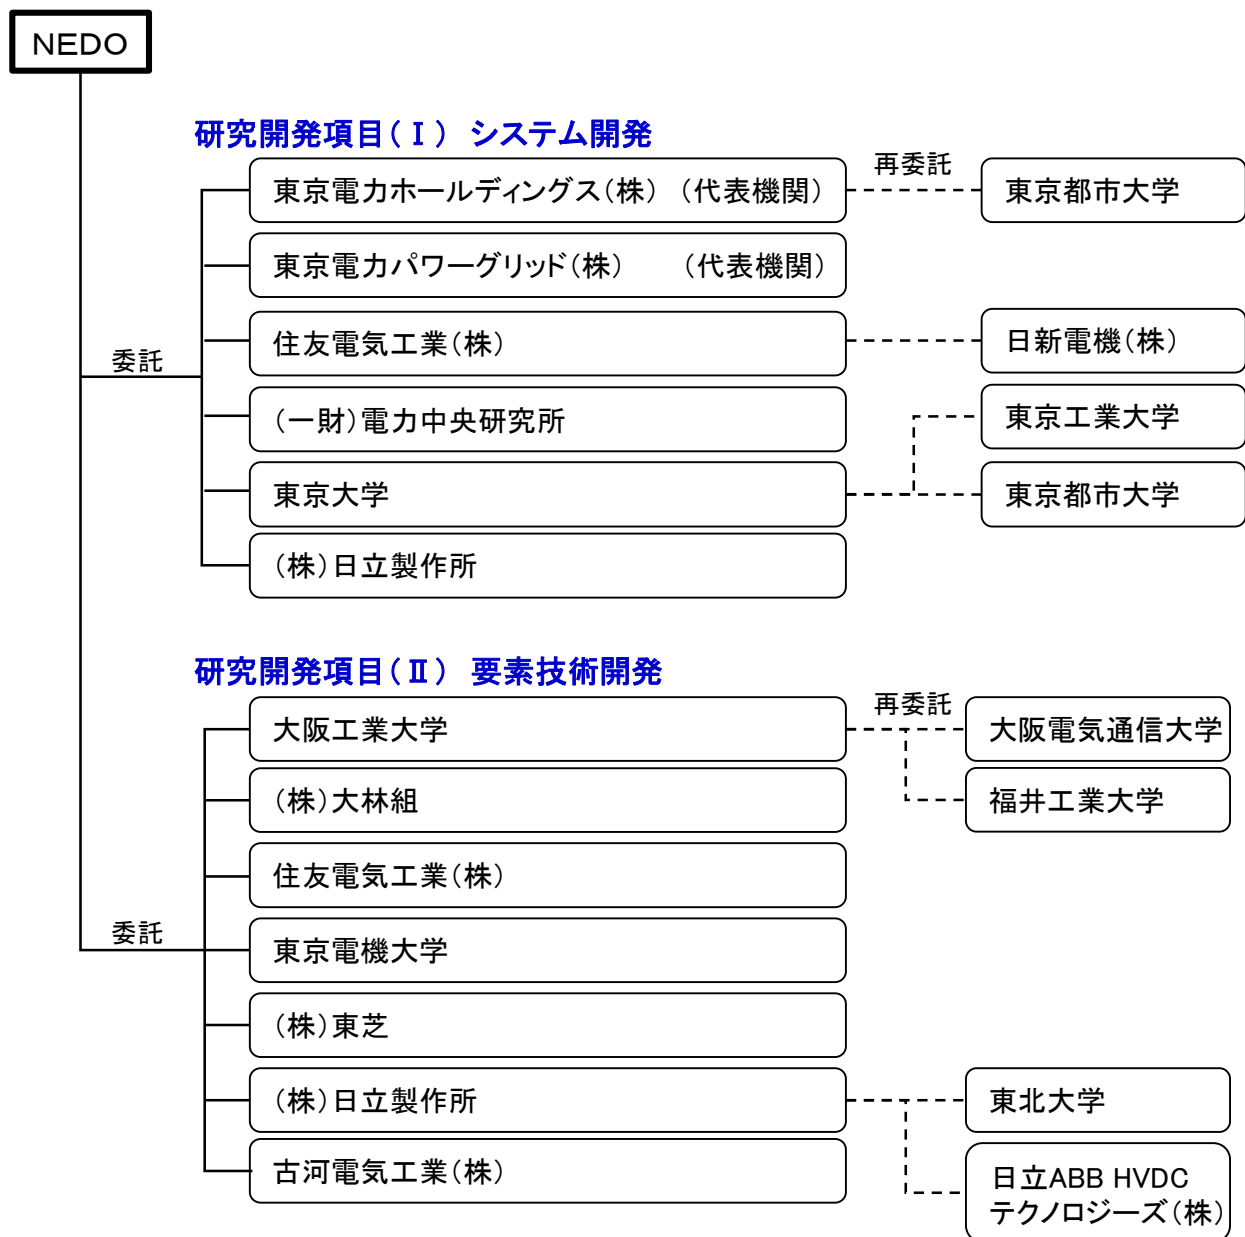 NEDO
研究開発項目(Ⅰ) システム開発
再委託
東京電力ホールディングス(株) (代表機関)
東京都市大学
東京電力パワーグリッド(株) (代表機関)
住友電気工業(株)
日新電機(株)
委託
(一財)電力中央研究所
東京工業大学
東京大学
東京都市大学
(株)日立製作所
研究開発項目(Ⅱ) 要素技術開発
再委託
大阪工業大学
大阪電気通信大学
(株)大林組
福井工業大学
住友電気工業(株)
委託
東京電機大学
(株)東芝
(株)日立製作所
東北大学
古河電気工業(株)
日立ABB HVDC
テクノロジーズ(株)